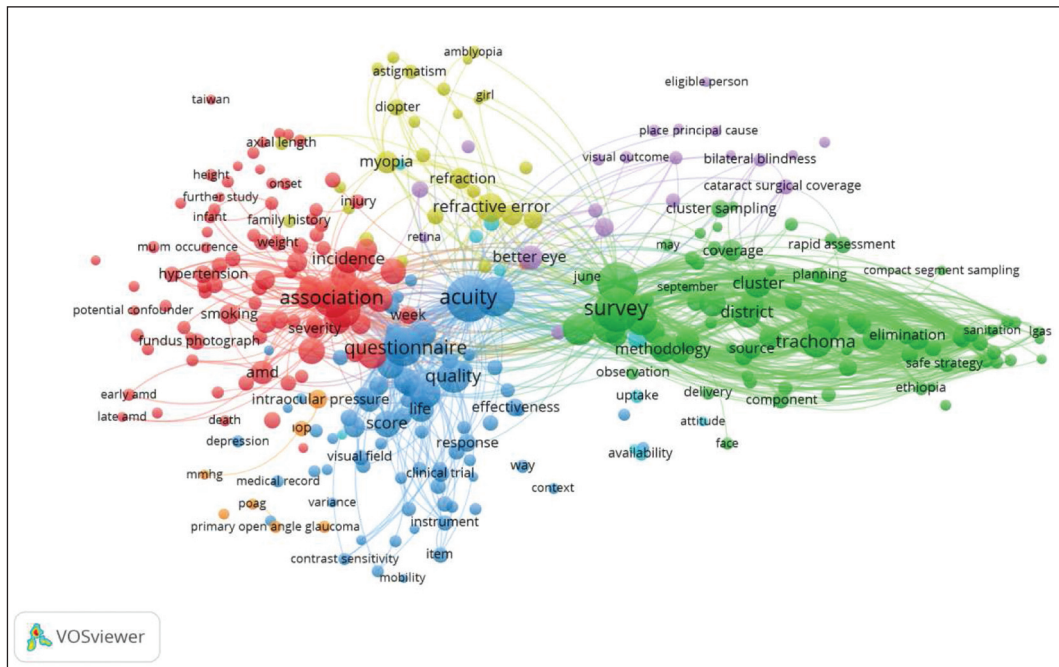 amblyopia
astigmatism
eligible person
taiwan
girl
diopter
place principal cause
axial length
visual outcome
bilateral blindness
myopia
height
onset
refraction
cataract surgical coverage
further study
injury
refractive error
cluster sampling
infant
family history
weight
retina
may
coverage
rapid assessment
mum occurrence
incidence
better eye
hypertension
june
planning
compact segment sampling
september
cluster
association
acuity
potential confounder
smoking
survey
district
week
severity
elimination
sanitation
lgas
fundus photograph
trachoma
questionnaire
methodology
source
observation
safe strategy
amd
quality
ethiopia
early amd
intraocular pressure
life
effectiveness
uptake
delivery
component
late amd
death
iop
score
attitude
depression
response
face
visual field
availability
mmhg
medical record
clinical trial
way
context
poag
variance
primary open angle glaucoma
instrument
contrast sensitivity
item
mobility
VOSviewer